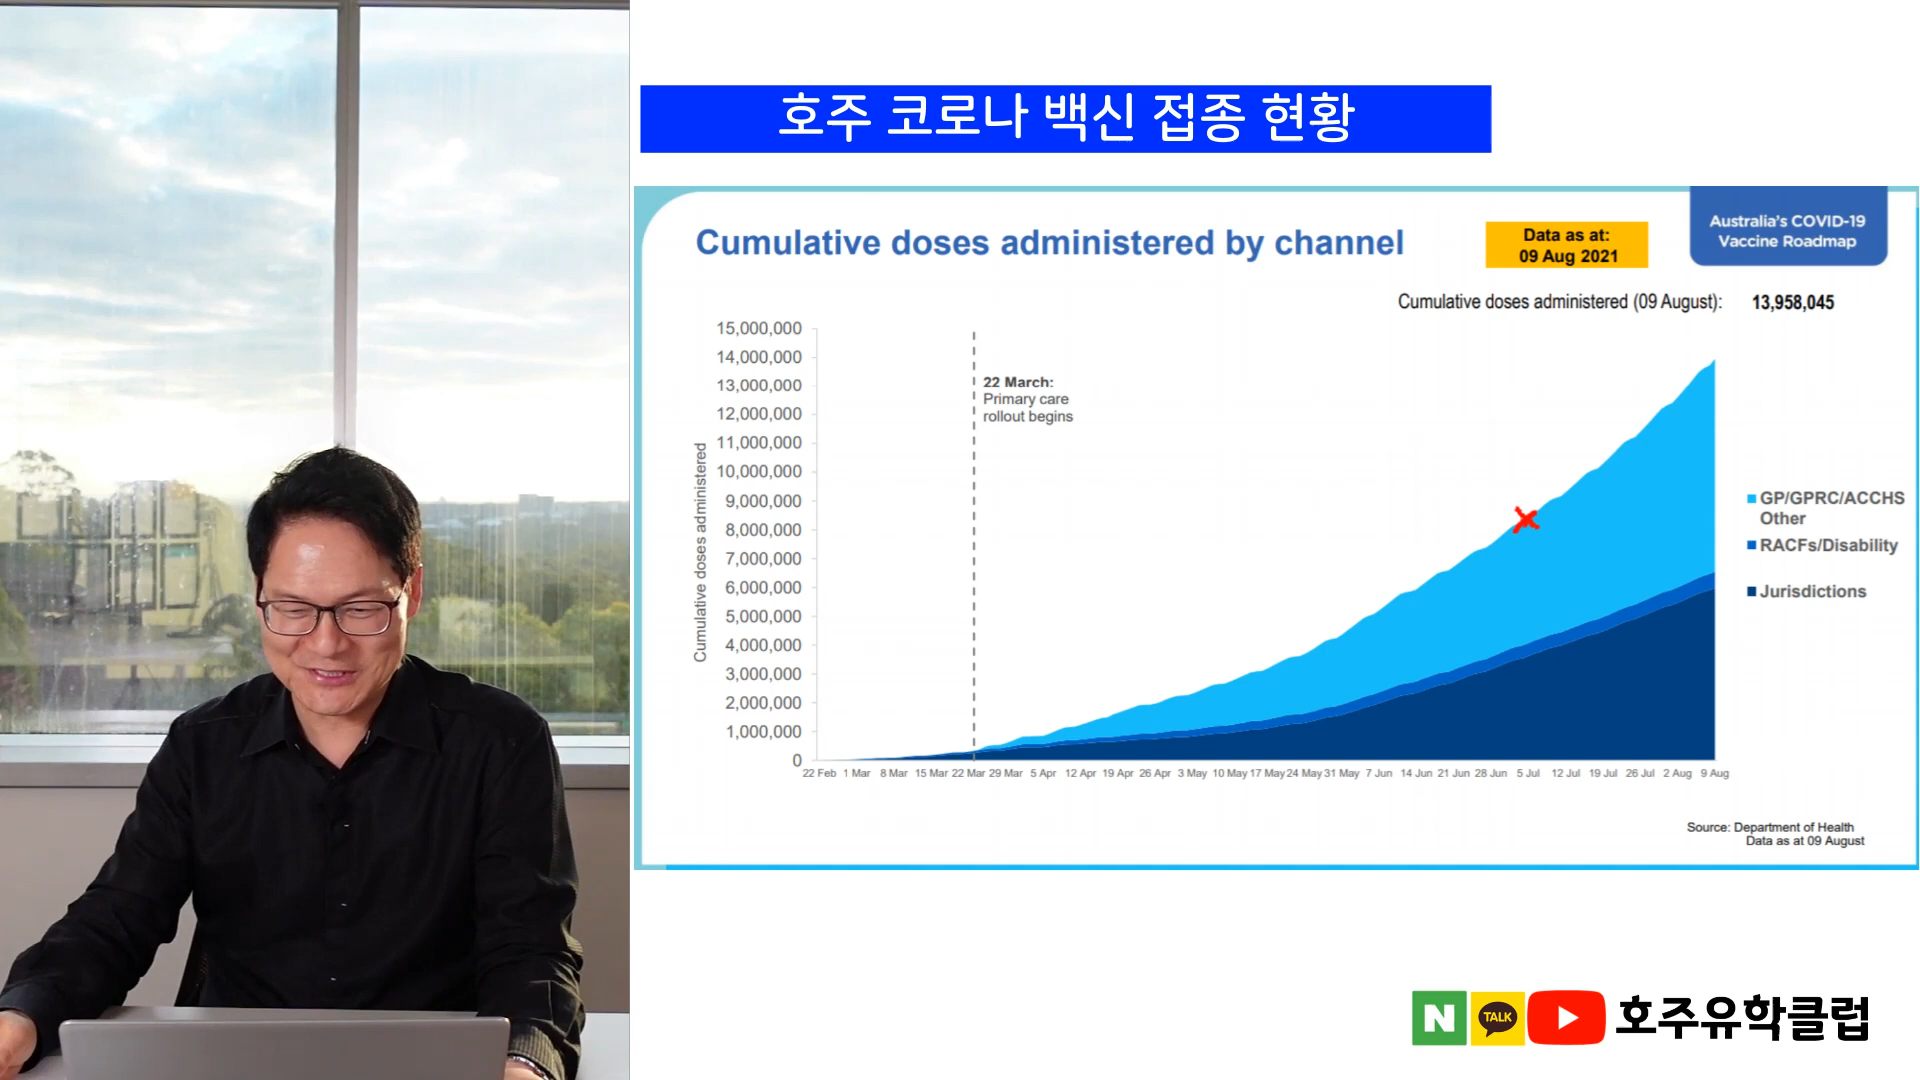 호주 코로나 백신 접종 현황
Cumulative doses administered by channel
Data as at:
09 Aug 2021
Australia's COVID-19
Vaccine Roadmap
Cumulative doses administered (09 August): 13,958,045
Cumulative doses administered
15,000,000
14,000,000
13,000,000
12,000,000
11,000,000
10,000,000
9,000,000
8,000,000
7,000,000
6,000,000
5,000,000
4,000,000
3,000,000
2,000,000
1,000,000
0
22 March:
Primary care
rollout begins
22 Feb 1 Mar 8 Mar 15 Mar 22 Mar 29 Mar 5 Apr 12 Apr 19 Apr 26 Apr 3 May 10 May 17 May 24 May 31 May 7 Jun 14 Jun 21 Jun 28 Jun 5 Jul 12 Jul 19 Jul 26 Jul 2 Aug 9 Aug
GP/GPRC/ACCHS
Other
RACFs/Disability
Jurisdictions
Source: Department of Health
Data as at 09 August
N TALK 호주유학클럽